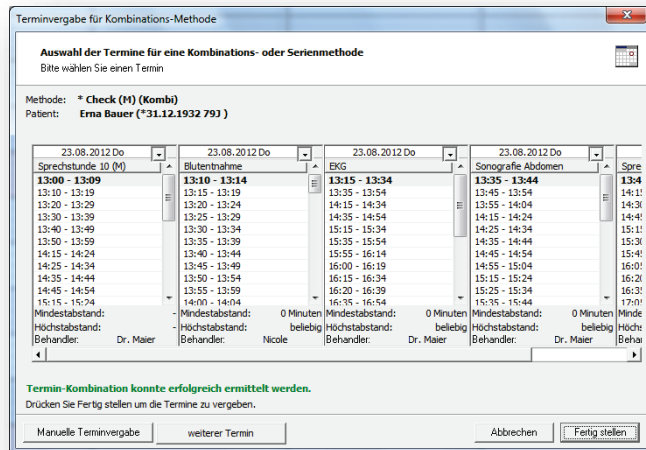 Terminvergabe für Kombinations-Methode
Auswahl der Termine für eine Kombinations- oder Serienmethode
Bitte wählen Sie einen Termin
Methode: * Check (M) (Kombi)
Patient: Erna Bauer (*31.12.1932 79J )
23.08.2012 Do
Sprechstunde 10 (M)
13:00 - 13:09
13:10 - 13:19
13:20 - 13:29
13:30 - 13:39
13:40 - 13:49
13:50 - 13:59
14:15 - 14:24
14:25 - 14:34
14:35 - 14:44
14:45 - 14:54
15:15 - 15:24
Mindestabstand: -
Höchstabstand: -
Behandler: Dr. Maier
23.08.2012 Do
Blutentnahme
13:10 - 13:14
13:15 - 13:19
13:20 - 13:24
13:25 - 13:29
13:30 - 13:34
13:35 - 13:39
13:40 - 13:44
13:45 - 13:49
13:50 - 13:54
13:55 - 13:59
14:00 - 14:04
Mindestabstand: 0 Minuten
Höchstabstand: beliebig
Behandler: Nicole
23.08.2012 Do
EKG
13:15 - 13:34
13:35 - 13:54
14:15 - 14:34
14:35 - 14:54
15:15 - 15:34
15:35 - 15:54
15:55 - 16:14
16:00 - 16:19
16:15 - 16:34
16:20 - 16:39
16:35 - 16:54
Mindestabstand: 0 Minuten
Höchstabstand: beliebig
Behandler: Dr. Maier
23.08.2012 Do
Sonografie Abdomen
13:35 - 13:44
13:45 - 13:54
13:55 - 14:04
14:15 - 14:24
14:25 - 14:34
14:35 - 14:44
14:45 - 14:54
14:55 - 15:04
15:15 - 15:24
15:25 - 15:34
15:35 - 15:44
Mindestabstand: 0 Minuten
Höchstabstand: beliebig
Behandler: Dr. Maier
Termin-Kombination konnte erfolgreich ermittelt werden.
Drücken Sie Fertig stellen um die Termine zu vergeben.
Manuelle Terminvergabe
weiterer Termin
Abbrechen
Fertig stellen